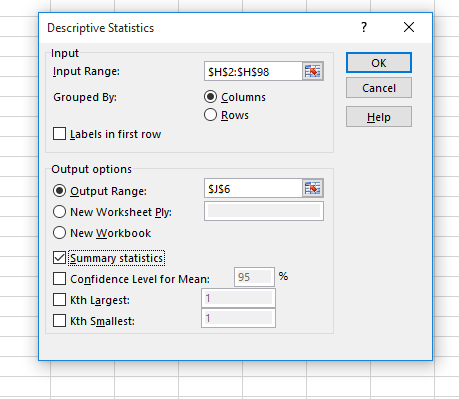 Descriptive Statistics ? ×
Input
Input Range: $H$2:$H$98
Grouped By: Columns
Rows
Labels in first row
OK
Cancel
Help
Output options
Output Range: $J$6
New Worksheet Ply:
New Workbook
Summary statistics
Confidence Level for Mean: 95 %
Kth Largest: 1
Kth Smallest: 1